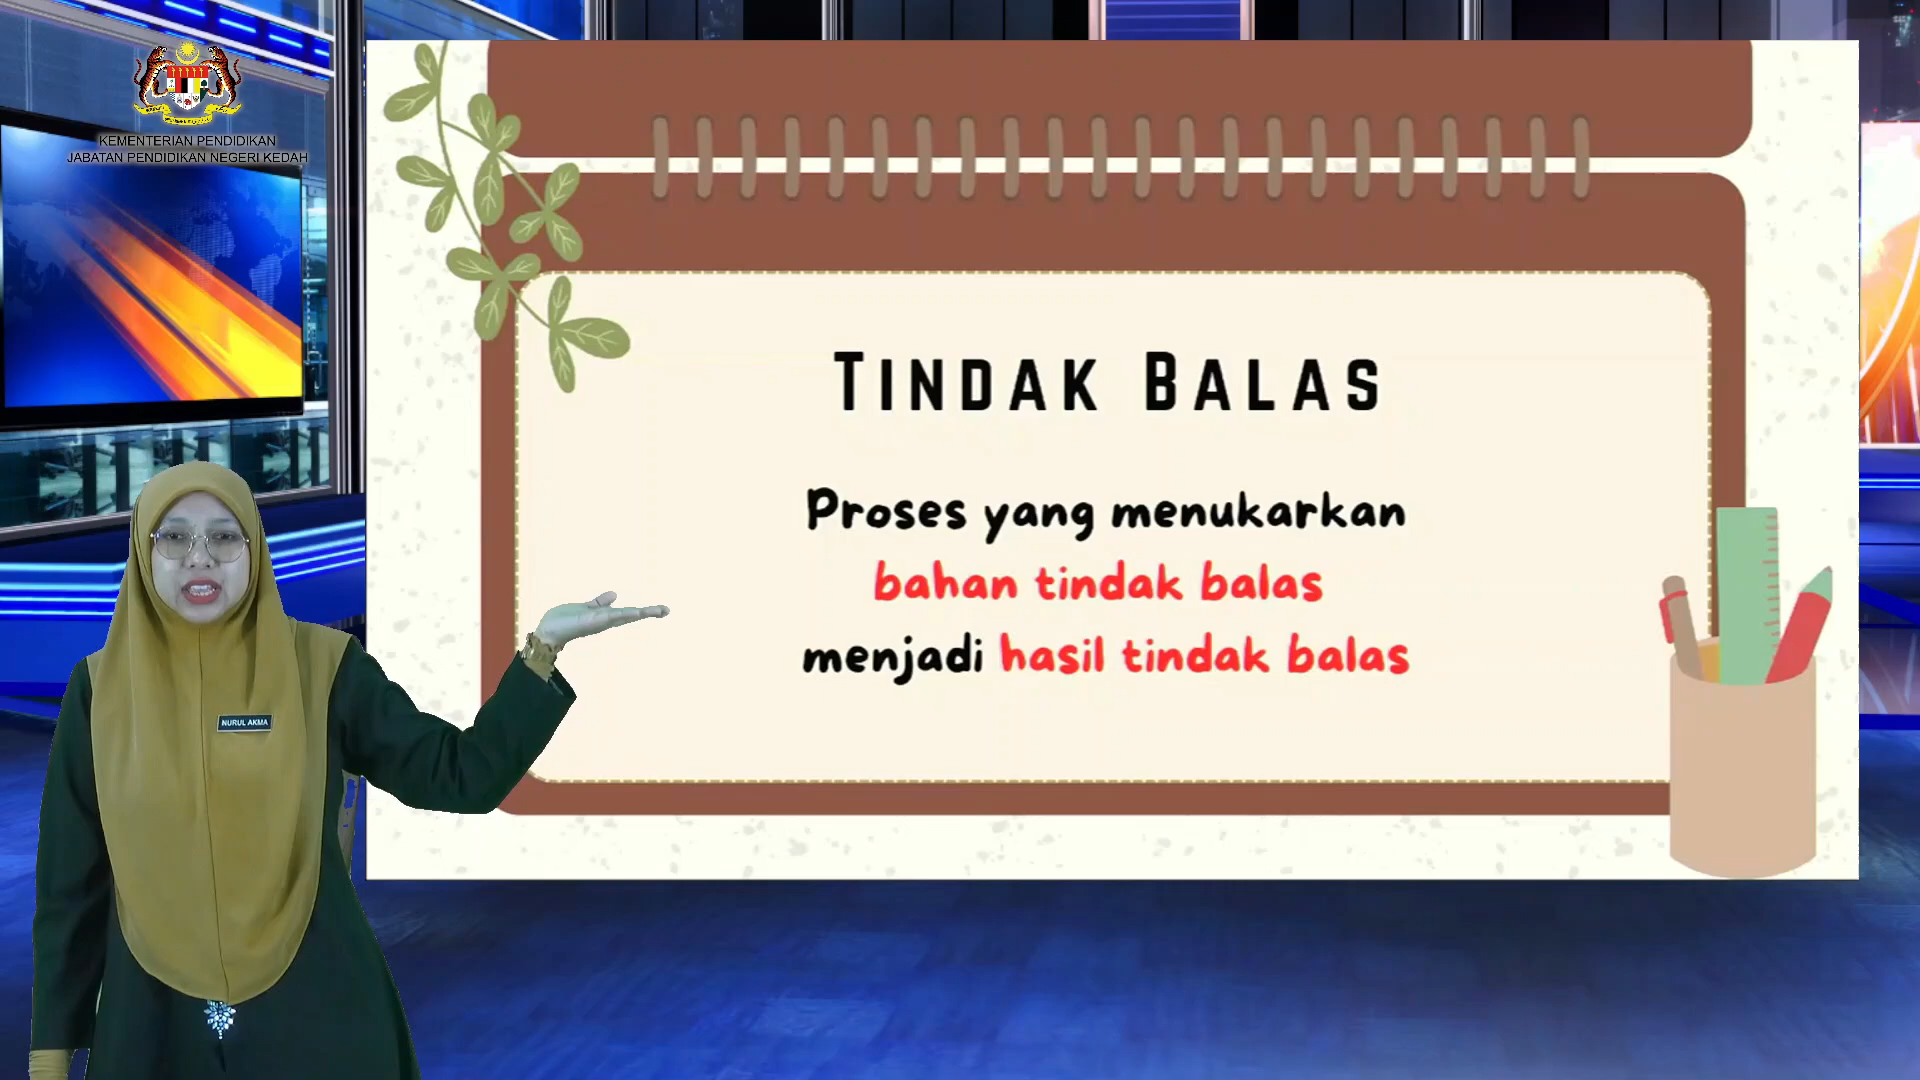 KEMENTERIAN PENDIDIKAN
JABATAN PENDIDIKAN NEGERI KEDAH
TINDAK BALAS
Proses yang menukarkan
bahan tindak balas
menjadi hasil tindak balas
NURUL AKMA